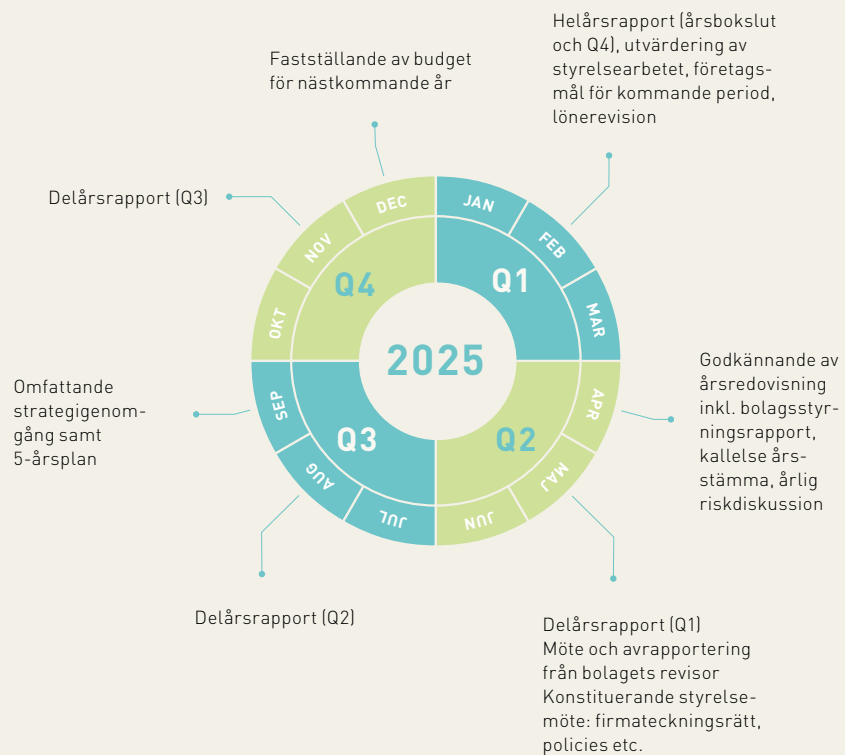 Helårsrapport (årsbokslut
och Q4), utvärdering av
styrelsearbetet, företags-
mål för kommande period,
lönerevision
Fastställande av budget
för nästkommande år
Delårsrapport (Q3)
DEC
JAN
NOV
FEB
Q4
Q1
OKT
MAR
2025
Godkännande av
årsredovisning
inkl. bolagsstyr-
ningsrapport,
kallelse års-
stämma, årlig
riskdiskussion
Omfattande
strategigenom-
gång samt
5-årsplan
SEP
APR
Q3
Q2
AUG
MAJ
JUL
JUN
Delårsrapport (Q2)
Delårsrapport (Q1)
Möte och avrapportering
från bolagets revisor
Konstituerande styrelse-
möte: firmateckningsrätt,
policies etc.